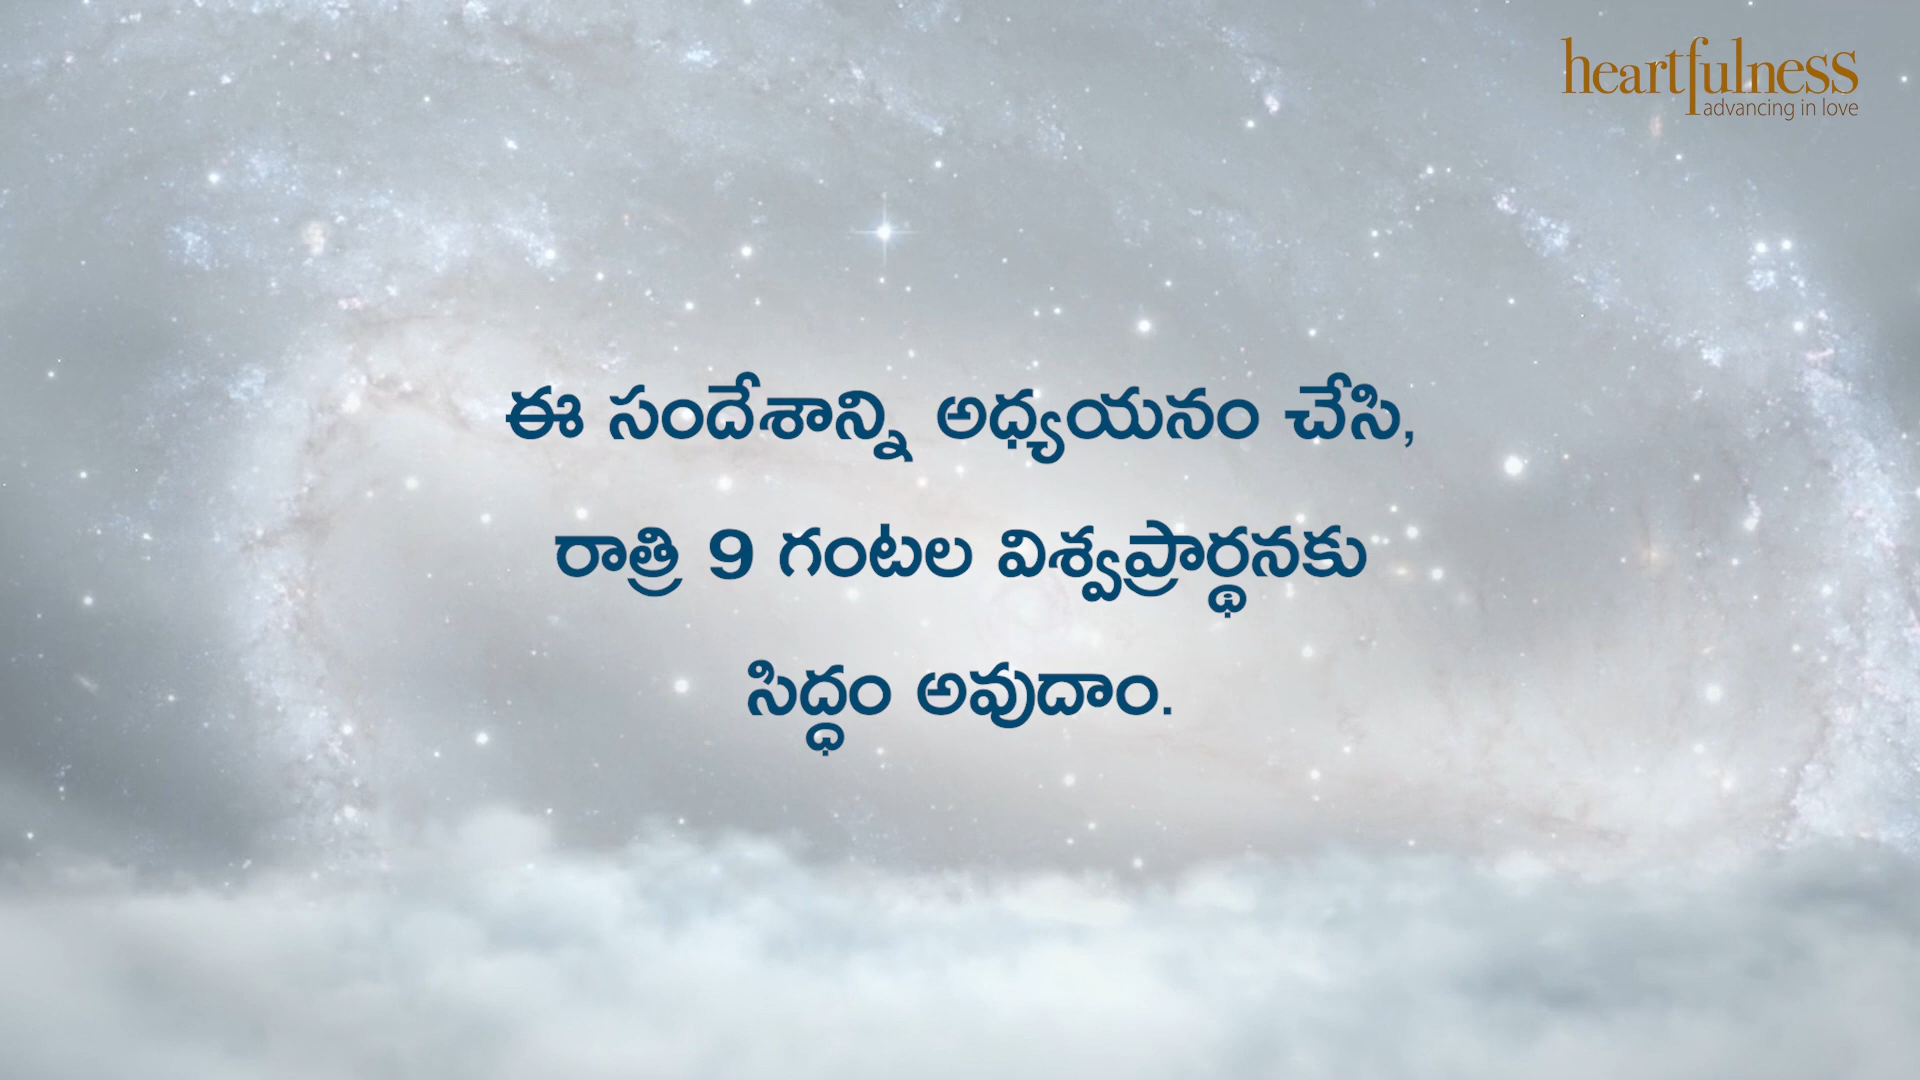 heartfulness
advancing in love
ఈ సందేశాన్ని అధ్యయనం చేసి,
రాత్రి 9 గంటల విశ్వప్రార్థనకు
సిద్ధం అవుదాం.